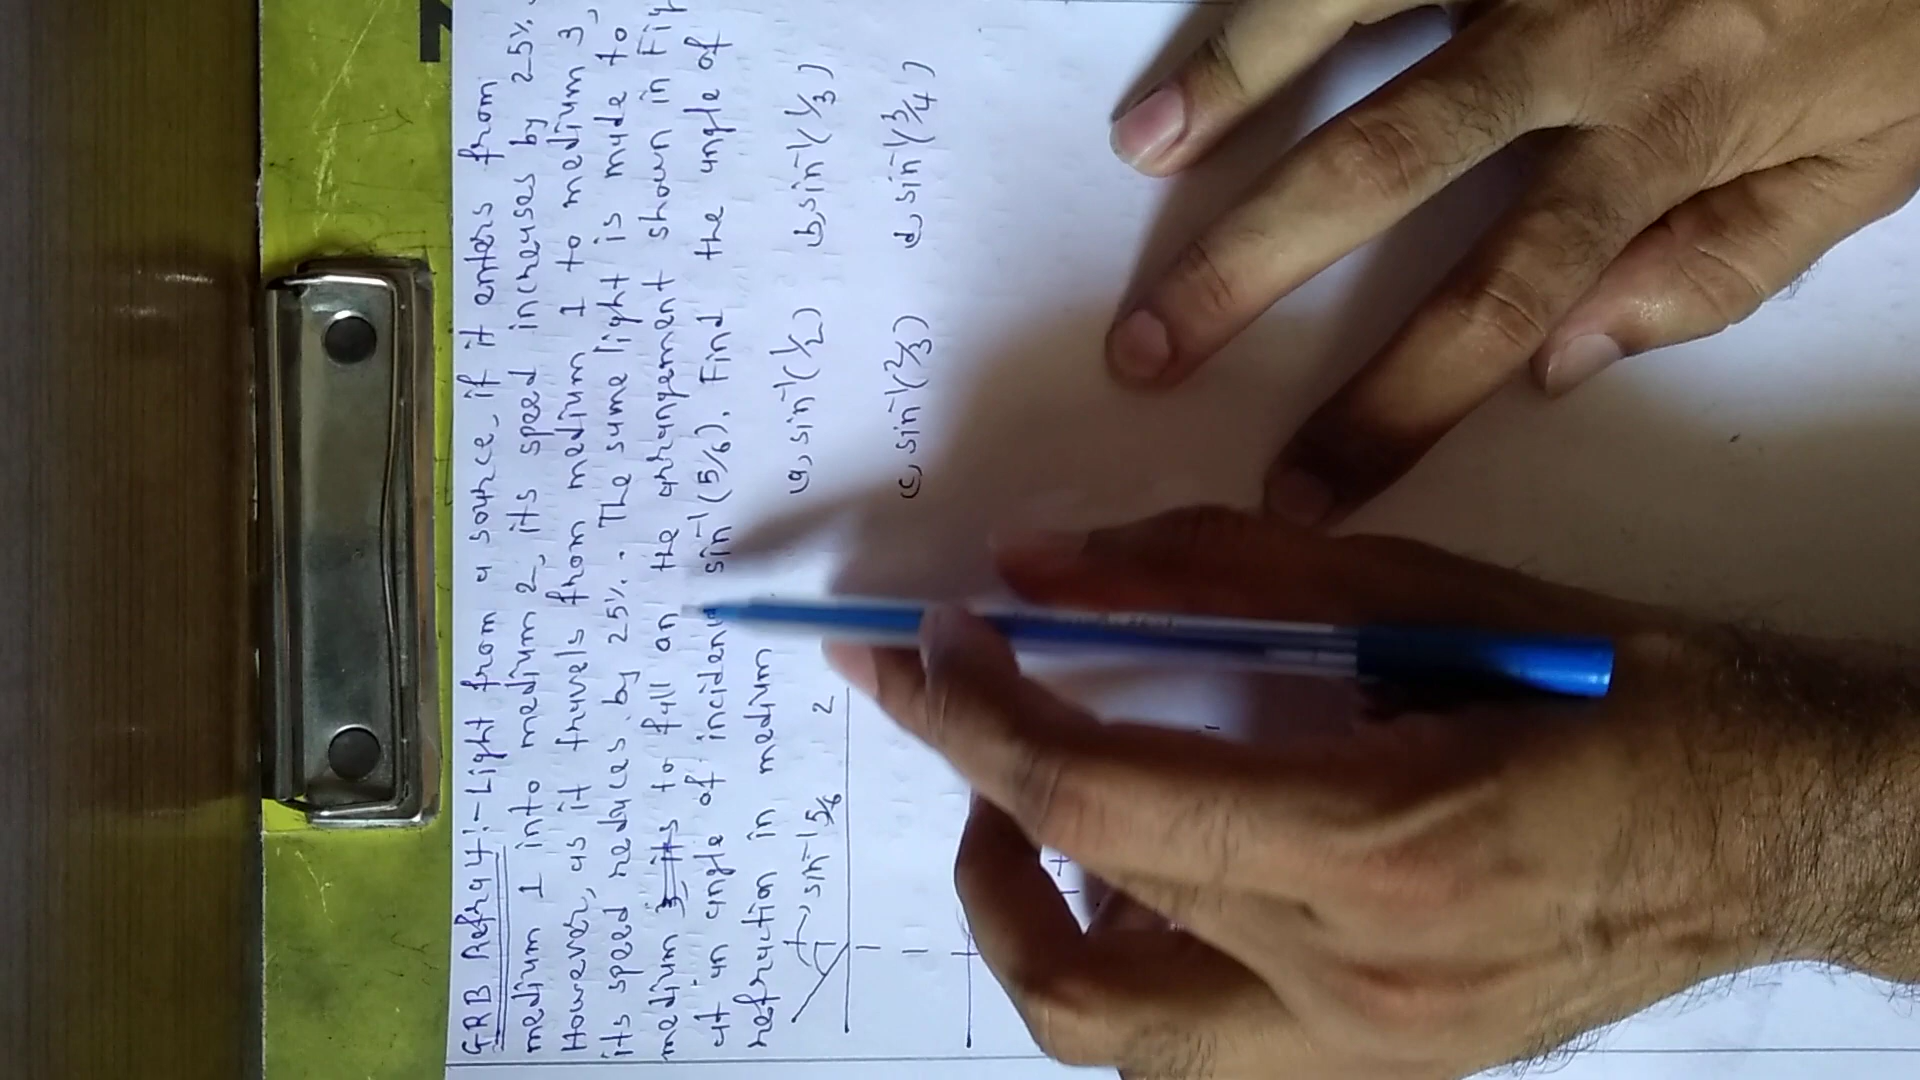 GRB Refra 4:- Light from a source, if it enters from
medium 1 into medium 2, its speed increases by 25%.
However, as it travels from medium 1 to medium 3,
its speed reduces by 25%. The same light is made to
medium 3 its to fall on the arrangement shown in Fig
at an angle of sin⁻¹(5/6). Find the angle of
refraction in medium
(a, sin⁻¹(1/2) b, sin⁻¹(1/3)
sin⁻¹ 5/6 2
(c, sin⁻¹(2/3) d, sin⁻¹(3/4)